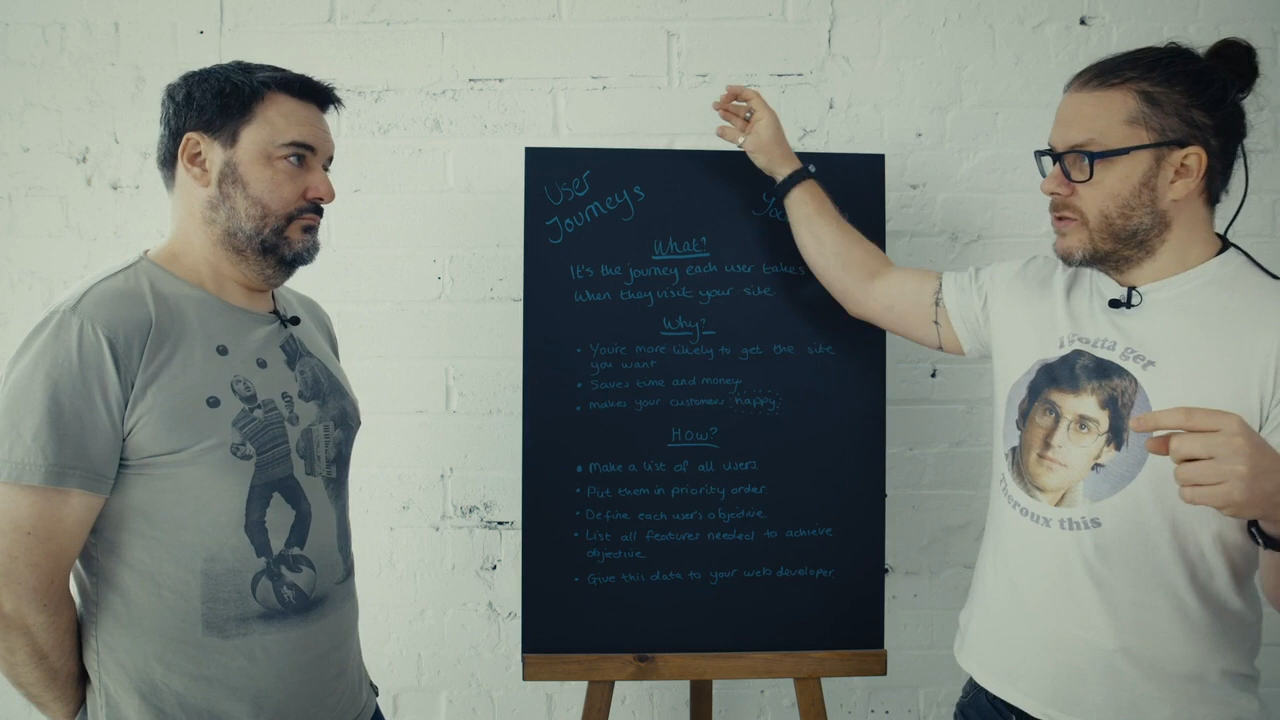 User
Journeys
What?
It's the journey each user takes
When they visit your site
Why?
• You're more likely to get the site
you want
• Saves time and money
• makes your customers happy
How?
• Make a list of all users
• Put them in priority order
• Define each user's objective
• List all features needed to achieve
objective
• Give this data to your web developer
I gotta get
Theroux this